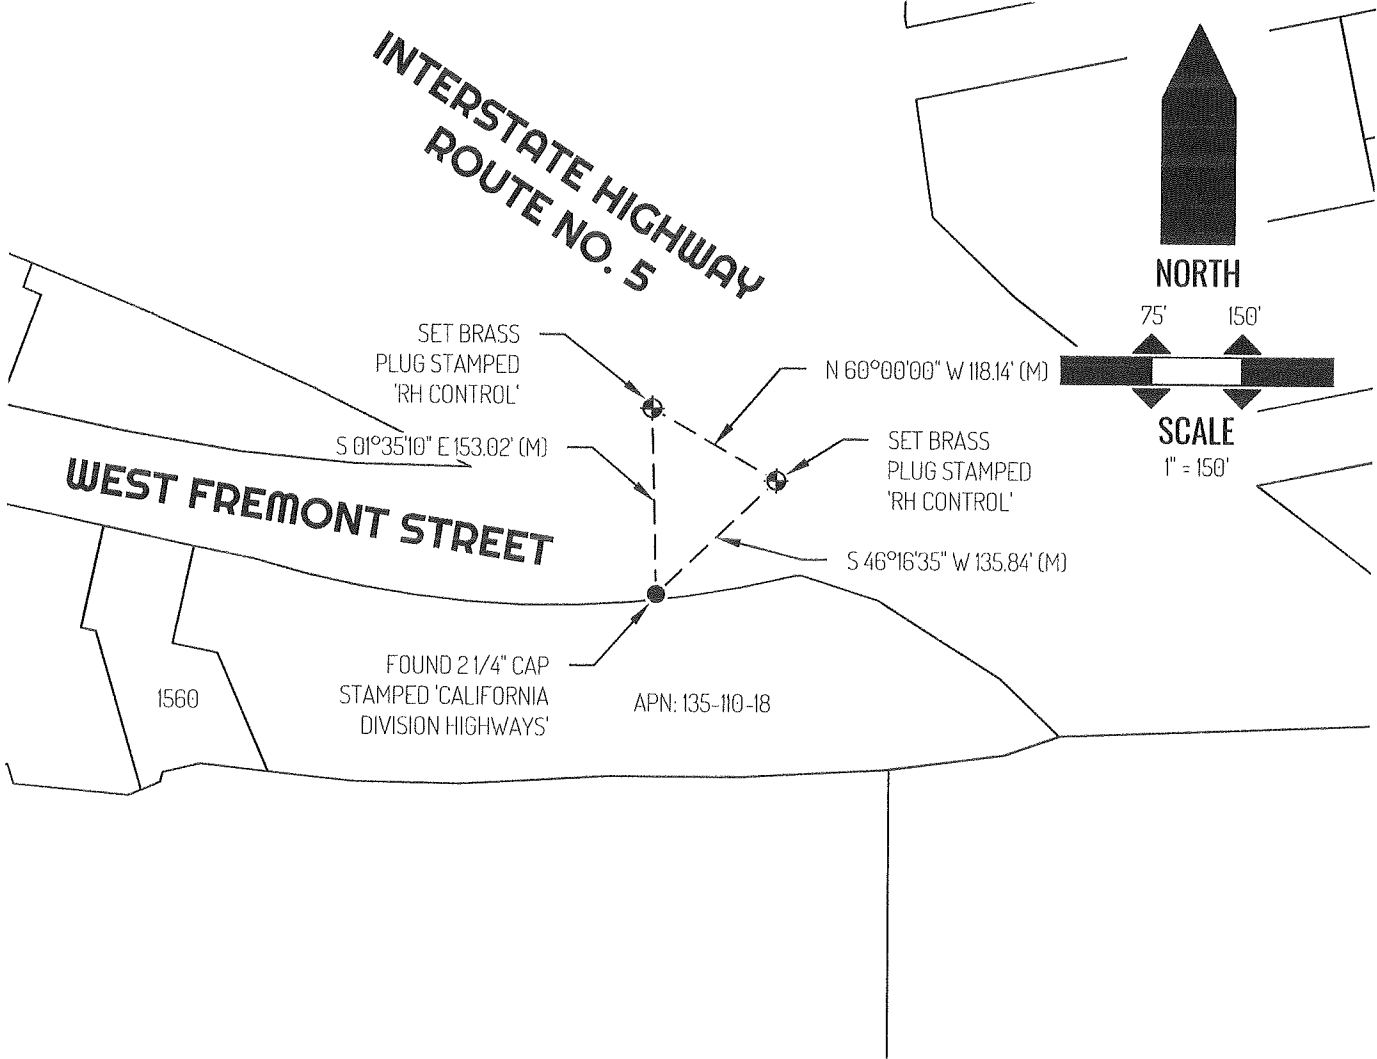 INTERSTATE HIGHWAY
ROUTE NO. 5
NORTH
75' 150'
SCALE
1" = 150'
SET BRASS
PLUG STAMPED
'RH CONTROL'
N 60°00'00" W 118.14' (M)
S 01°35'10" E 153.02' (M)
SET BRASS
PLUG STAMPED
'RH CONTROL'
WEST FREMONT STREET
S 46°16'35" W 135.84' (M)
FOUND 2 1/4" CAP
STAMPED 'CALIFORNIA
DIVISION HIGHWAYS'
1560
APN: 135-110-18